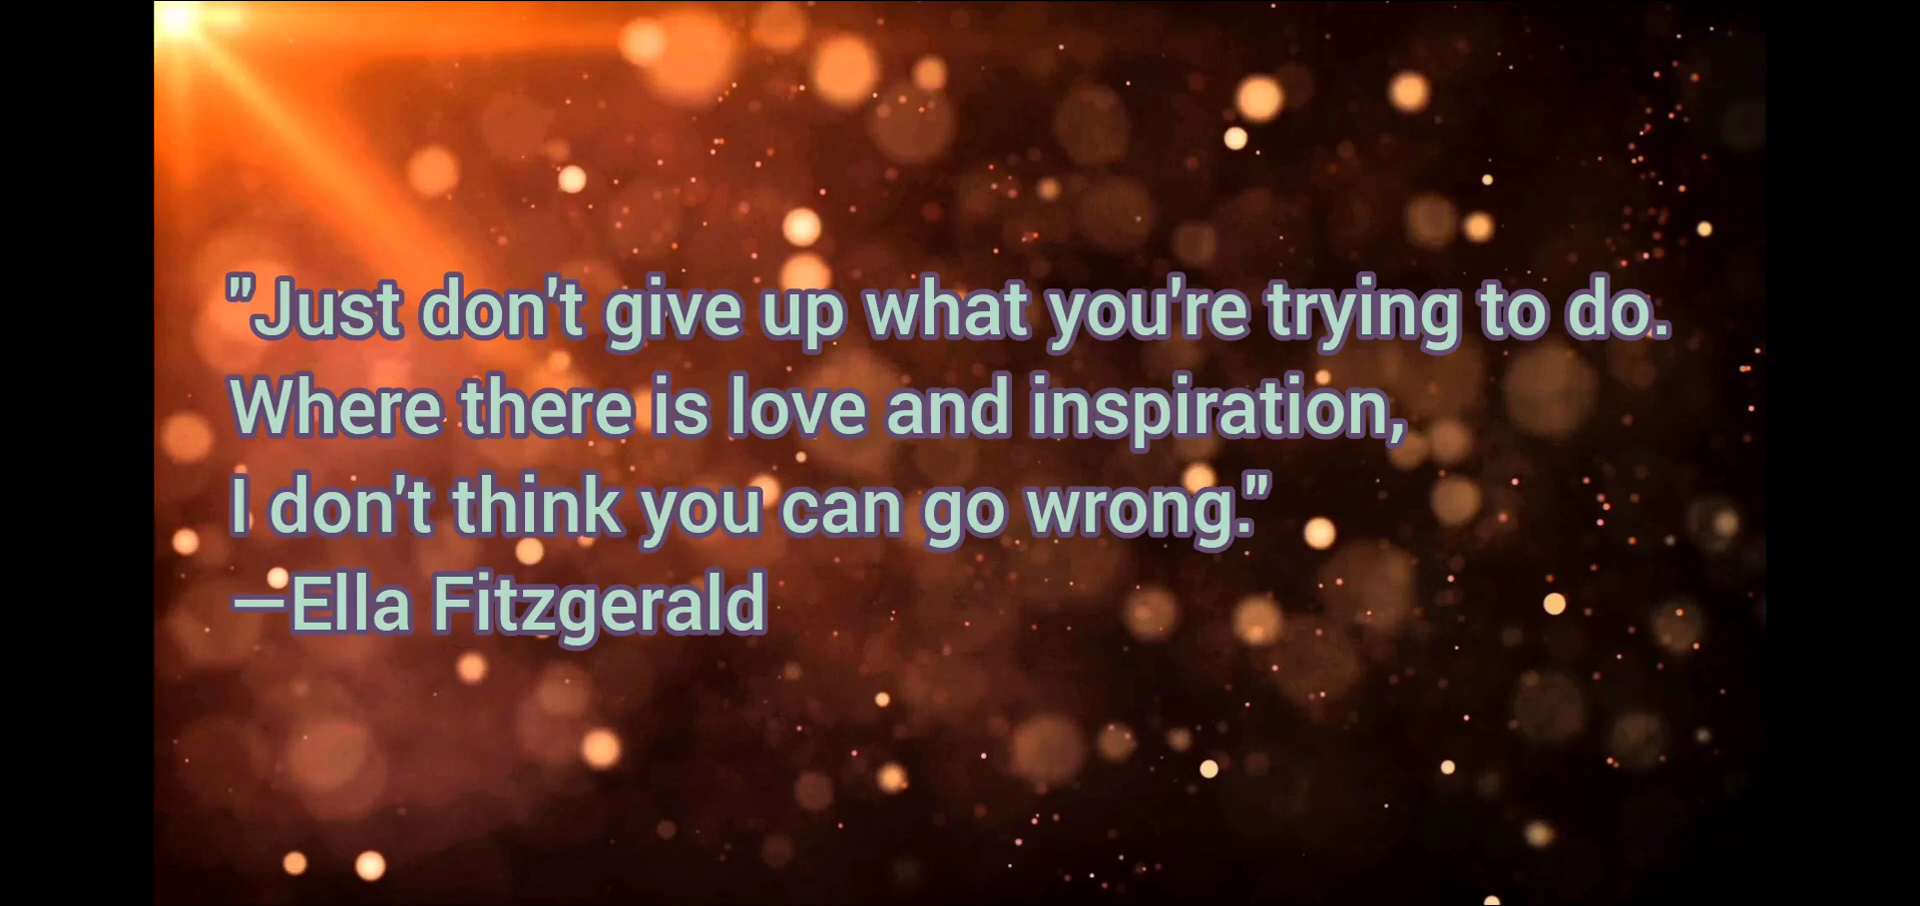 "Just don't give up what you're trying to do.
Where there is love and inspiration,
I don't think you can go wrong."
—Ella Fitzgerald